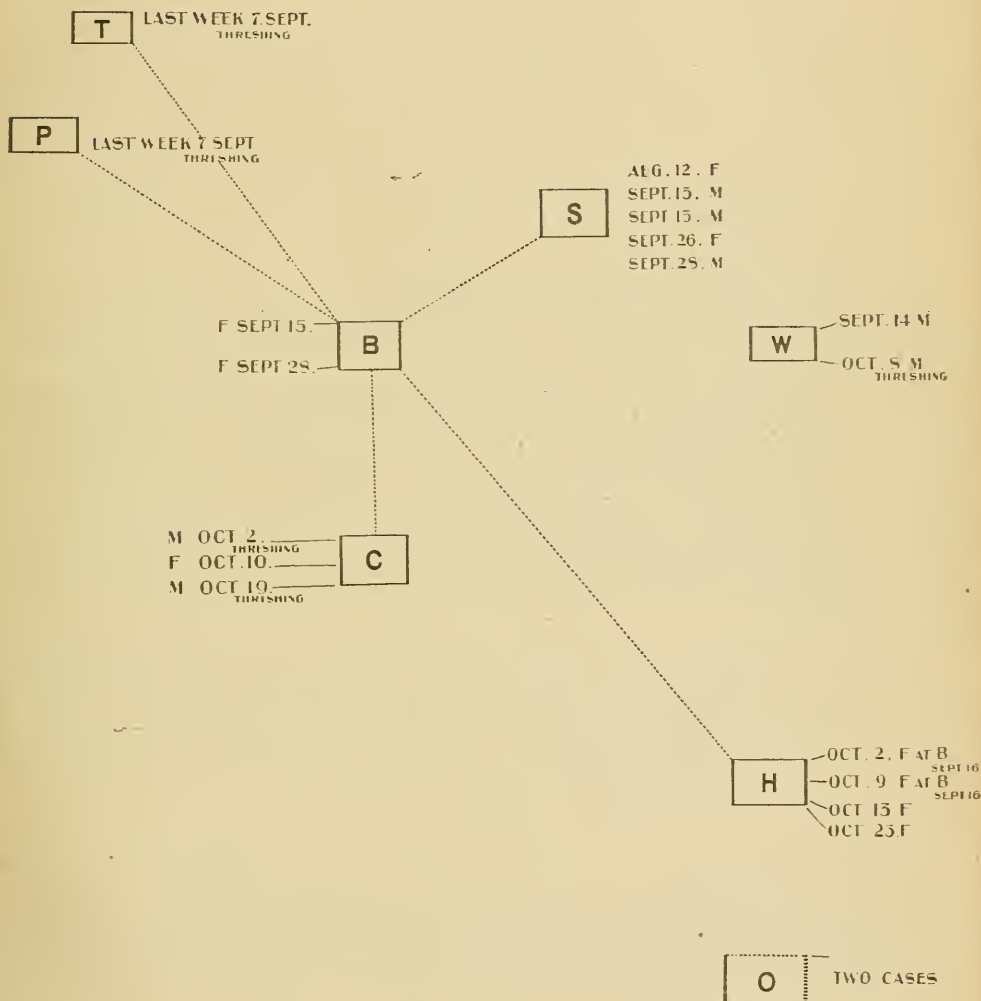 T
LAST WEEK 7. SEPT.
THRESHING
P
LAST WEEK 7 SEPT
THRESHING
S
AUG. 12. F
SEPT. 15. M
SEPT 15. M
SEPT. 26. F
SEPT. 28. M
F SEPT 15.
B
F SEPT 28.
W
SEPT. 14 M
OCT. 8 M
THRESHING
M OCT 2.
THRESHING
F OCT. 10.
C
M OCT 19.
THRESHING
H
OCT. 2. F AT B
SEPT 16
OCT. 9 F AT B
SEPT 16
OCT 13 F
OCT 23. F
O
TWO CASES